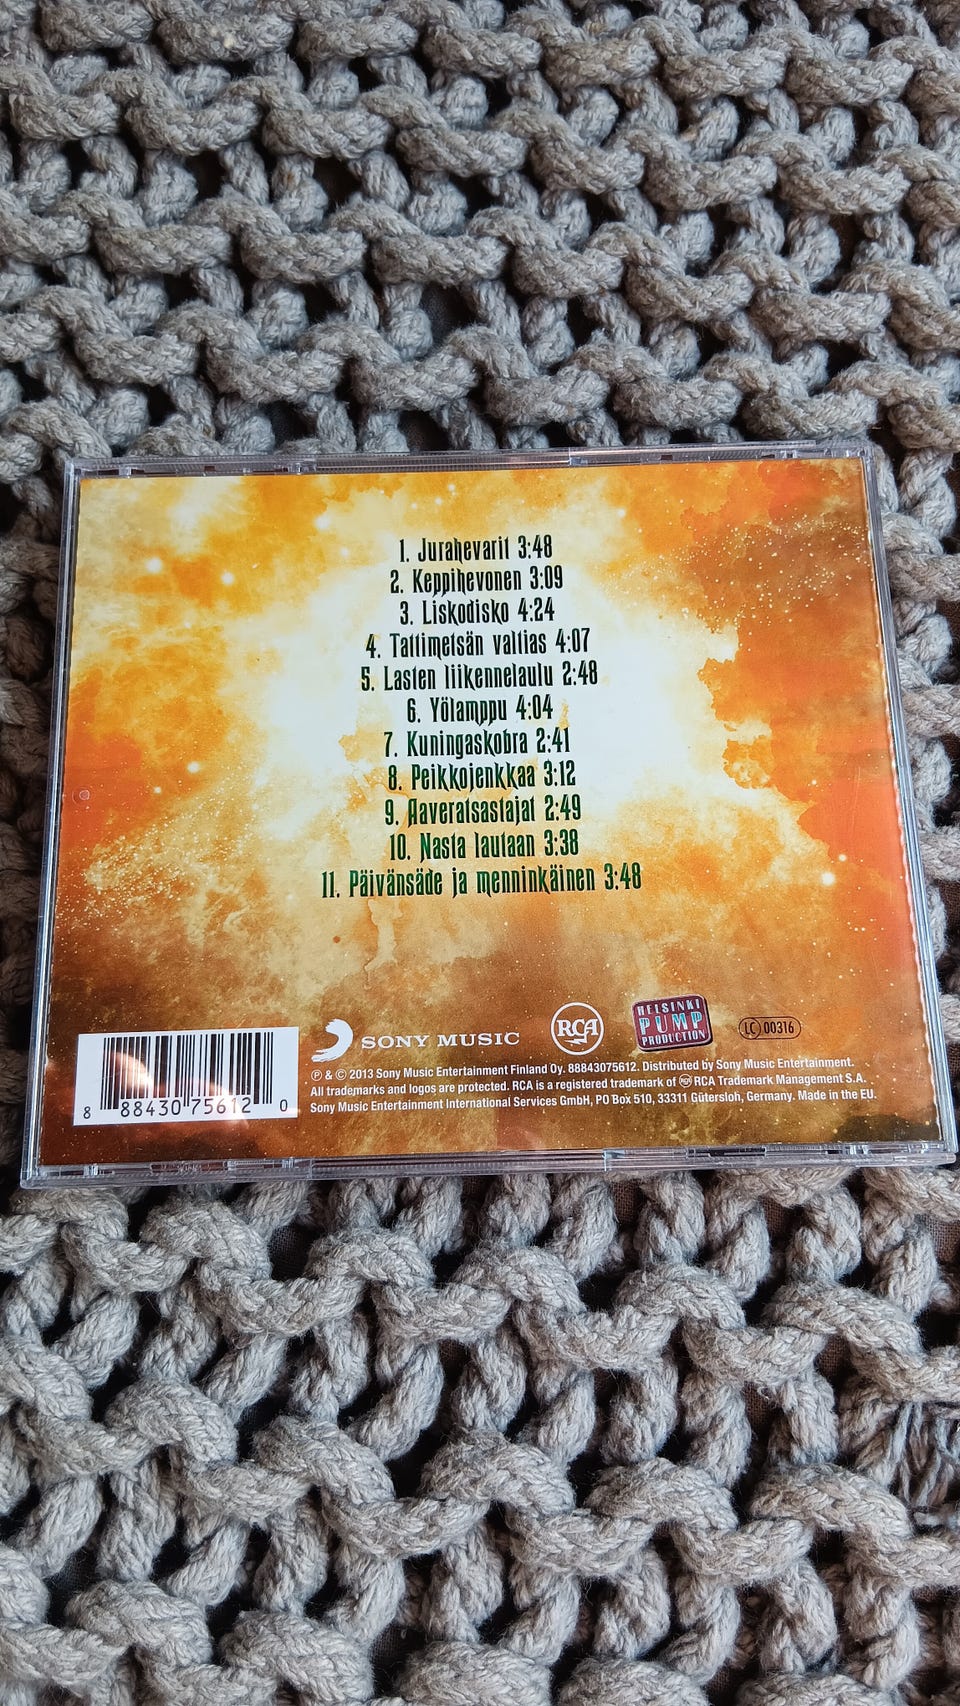 1. Jurahevarit 3:48
2. Keppihevonen 3:09
3. Liskodisko 4:24
4. Tattimetsän valtias 4:07
5. Lasten liikennelaulu 2:48
6. Yölamppu 4:04
7. Kuningaskobra 2:41
8. Peikkojenkkaa 3:12
9. Aaveratsastajat 2:49
10. Nasta lautaan 3:38
11. Päivänsäde ja menninkäinen 3:48
SONY MUSIC
RCA
HELSINKI
PUMP
PRODUCTION
LC 00316
℗ & © 2013 Sony Music Entertainment Finland Oy. 88843075612. Distributed by Sony Music Entertainment.
All trademarks and logos are protected. RCA is a registered trademark of RCA RCA Trademark Management S.A.
Sony Music Entertainment International Services GmbH, PO Box 510, 33311 Gütersloh, Germany. Made in the EU.
8 88430 75612 0